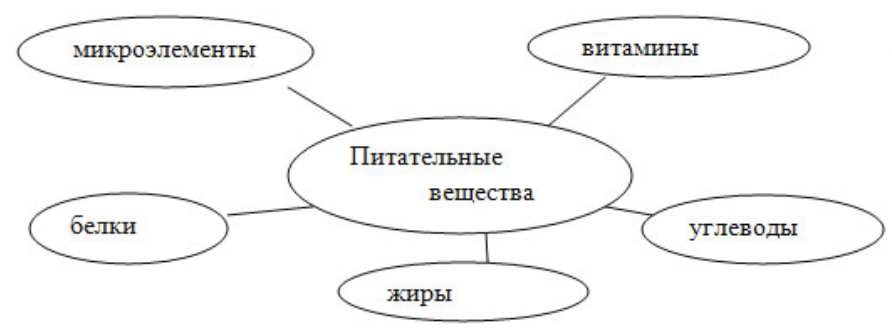 микроэлементы
витамины
Питательные
вещества
белки
углеводы
жиры